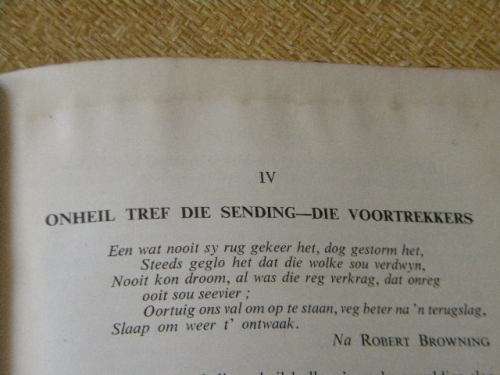 IV
ONHEIL TREF DIE SENDING—DIE VOORTREKKERS
Een wat nooit sy rug gekeer het, dog gestorm het,
Steeds geglo het dat die wolke sou verdwyn,
Nooit kon droom, al was die reg verkrag, dat onreg
ooit sou seevier ;
Oortuig ons val om op te staan, veg beter na 'n terugslag,
Slaap om weer t' ontwaak.
Na ROBERT BROWNING